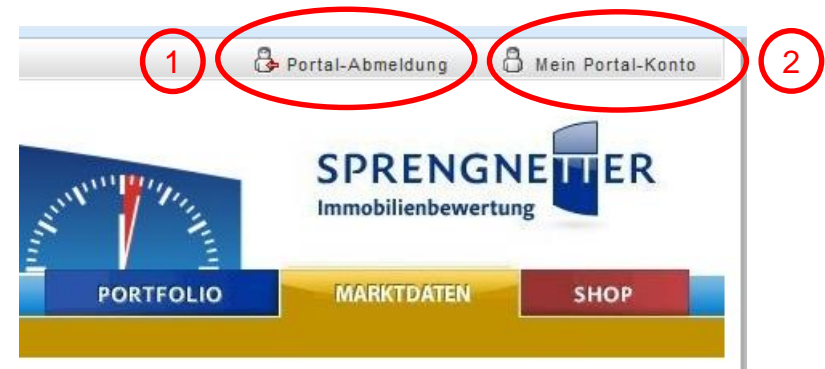 1 Portal-Abmeldung Mein Portal-Konto 2
SPRENGNETTER
Immobilienbewertung
PORTFOLIO MARKTDATEN SHOP